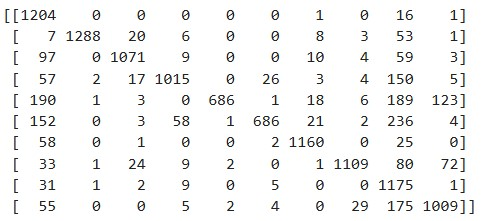 [[1204 0 0 0 0 0 1 0 16 1]
[ 7 1288 20 6 0 0 8 3 53 1]
[ 97 0 1071 9 0 0 10 4 59 3]
[ 57 2 17 1015 0 26 3 4 150 5]
[ 190 1 3 0 686 1 18 6 189 123]
[ 152 0 3 58 1 686 21 2 236 4]
[ 58 0 1 0 0 2 1160 0 25 0]
[ 33 1 24 9 2 0 1 1109 80 72]
[ 31 1 2 9 0 5 0 0 1175 1]
[ 55 0 0 5 2 4 0 29 175 1009]]